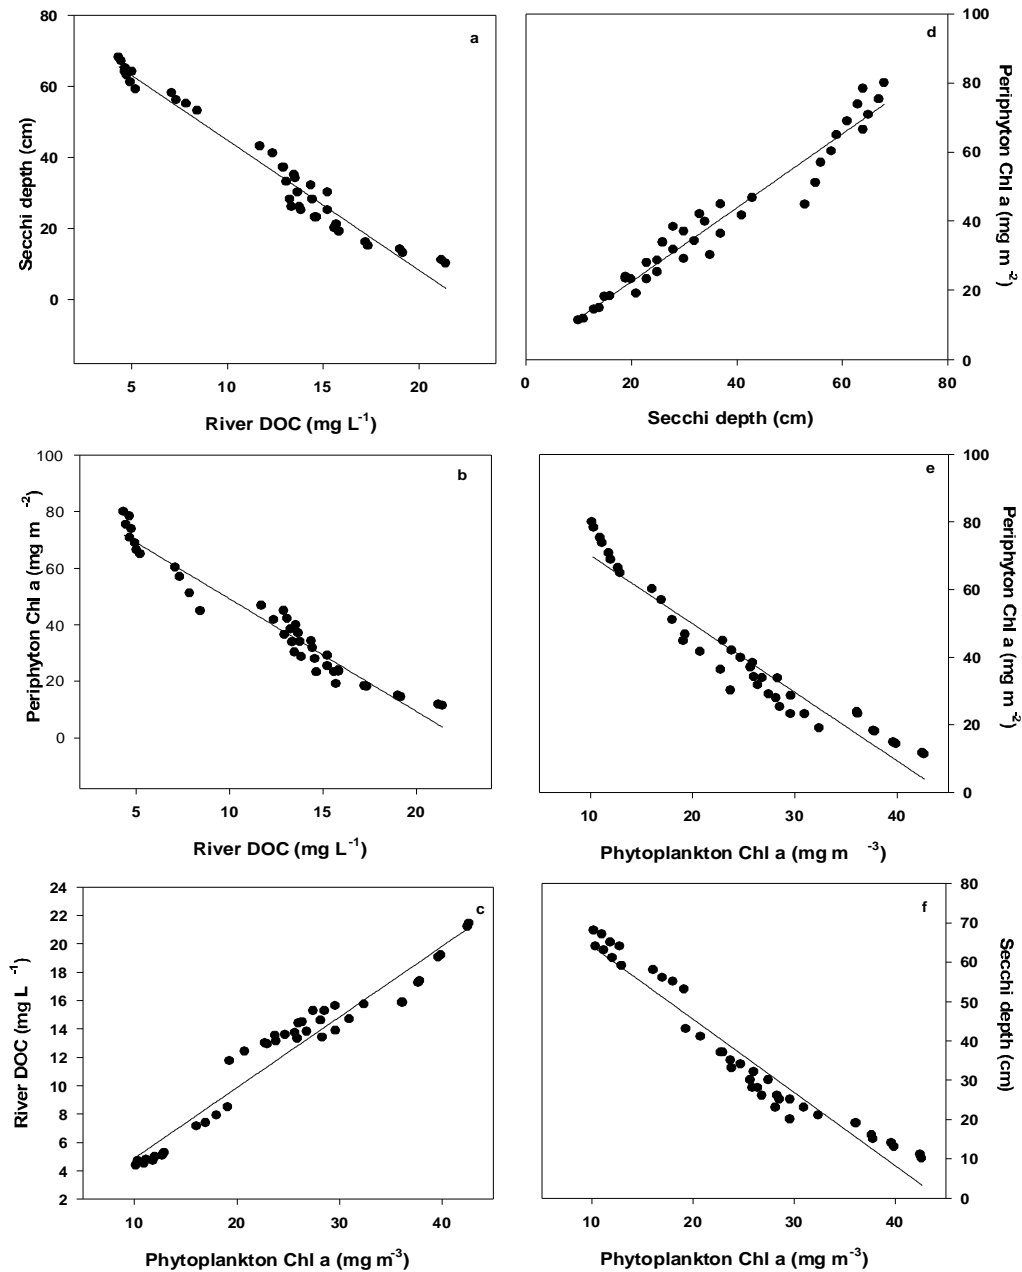 a
80
60
40
20
0
Secchi depth (cm)
5 10 15 20
River DOC (mg L-1)
d
100
80
60
40
20
0
Periphyton Chl a (mg m-2)
0 20 40 60 80
Secchi depth (cm)
b
100
80
60
40
20
0
Periphyton Chl a (mg m -2)
5 10 15 20
River DOC (mg L-1)
e
100
80
60
40
20
0
Periphyton Chl a (mg m-2)
10 20 30 40
Phytoplankton Chl a (mg m -3)
c
24
22
20
18
16
14
12
10
8
6
4
2
River DOC (mg L -1)
10 20 30 40
Phytoplankton Chl a (mg m-3)
f
80
70
60
50
40
30
20
10
0
Secchi depth (cm)
10 20 30 40
Phytoplankton Chl a (mg m-3)